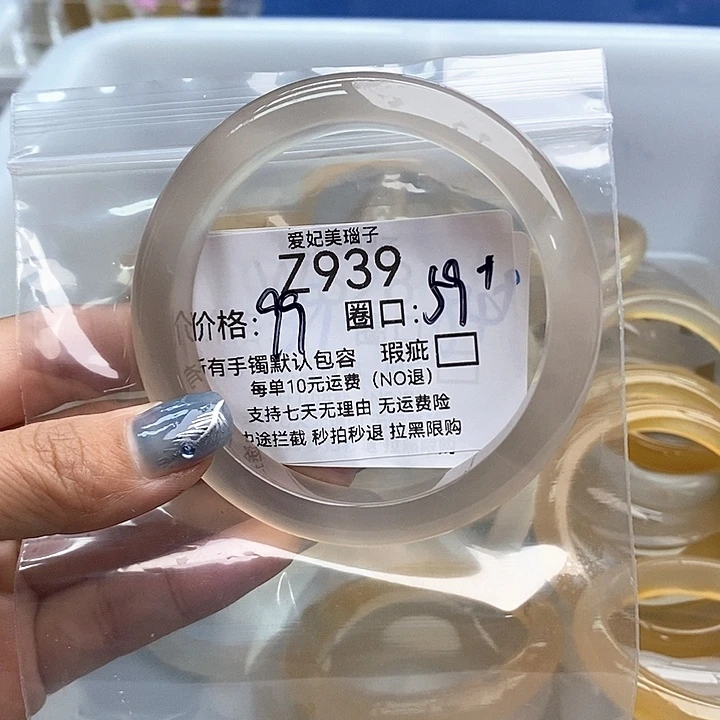 爱妃美瑙子
Z939
价格:99 圈口:59+
所有手镯默认包容 瑕疵
每单10元运费（NO退）
支持七天无理由 无运费险
中途拦截 秒拍秒退 拉黑限购